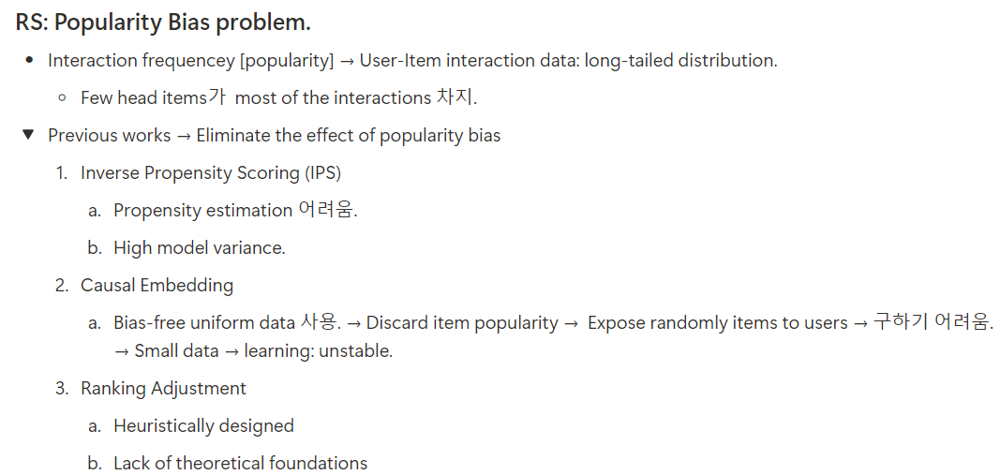 RS: Popularity Bias problem.
• Interaction frequencey [popularity] → User-Item interaction data: long-tailed distribution.
◦ Few head items가 most of the interactions 차지.
▼ Previous works → Eliminate the effect of popularity bias
1. Inverse Propensity Scoring (IPS)
a. Propensity estimation 어려움.
b. High model variance.
2. Causal Embedding
a. Bias-free uniform data 사용. → Discard item popularity → Expose randomly items to users → 구하기 어려움.
→ Small data → learning: unstable.
3. Ranking Adjustment
a. Heuristically designed
b. Lack of theoretical foundations